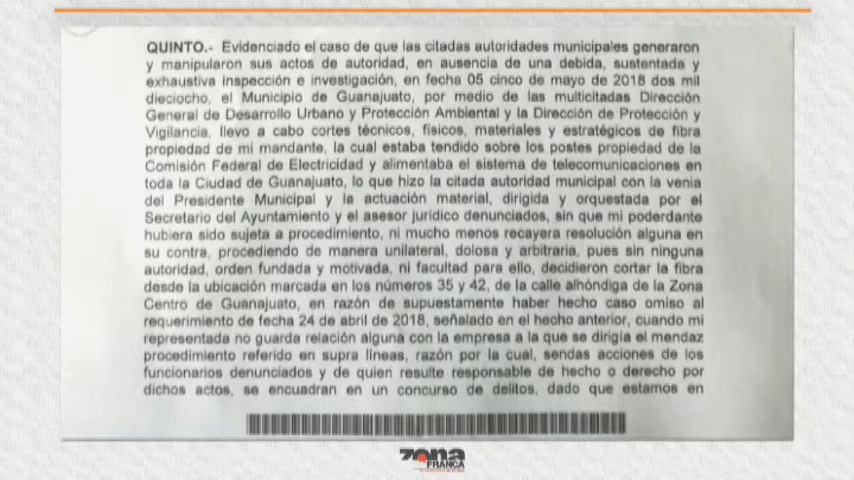 QUINTO.- Evidenciado el caso de que las citadas autoridades municipales generaron
y manipularon sus actos de autoridad, en ausencia de una debida, sustentada y
exhaustiva inspección e investigación, en fecha 05 cinco de mayo de 2018 dos mil
dieciocho, el Municipio de Guanajuato, por medio de las multicitadas Dirección
General de Desarrollo Urbano y Protección Ambiental y la Dirección de Protección y
Vigilancia, llevo a cabo cortes técnicos, físicos, materiales y estratégicos de fibra
propiedad de mi mandante, la cual estaba tendido sobre los postes propiedad de la
Comisión Federal de Electricidad y alimentaba el sistema de telecomunicaciones en
toda la Ciudad de Guanajuato, lo que hizo la citada autoridad municipal con la venia
del Presidente Municipal y la actuación material, dirigida y orquestada por el
Secretario del Ayuntamiento y el asesor jurídico denunciados, sin que mi poderdante
hubiera sido sujeta a procedimiento, ni mucho menos recayera resolución alguna en
su contra, procediendo de manera unilateral, dolosa y arbitraria, pues sin ninguna
autoridad, orden fundada y motivada, ni facultad para ello, decidieron cortar la fibra
desde la ubicación marcada en los números 35 y 42, de la calle alhóndiga de la Zona
Centro de Guanajuato, en razón de supuestamente haber hecho caso omiso al
requerimiento de fecha 24 de abril de 2018, señalado en el hecho anterior, cuando mi
representada no guarda relación alguna con la empresa a la que se dirigía el mendaz
procedimiento referido en supra líneas, razón por la cual, sendas acciones de los
funcionarios denunciados y de quien resulte responsable de hecho o derecho por
dichos actos, se encuadran en un concurso de delitos, dado que estamos en
ZONA
FRANCA